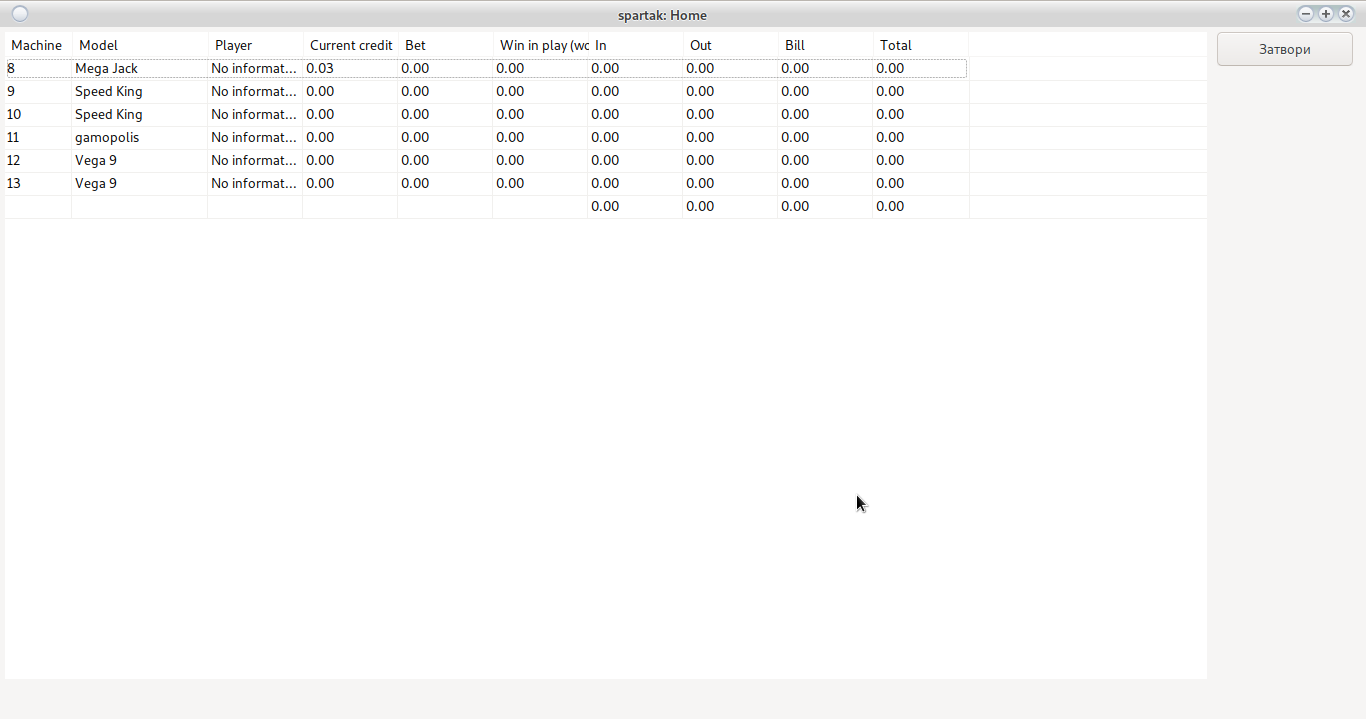 spartak: Home
Machine Model Player Current credit Bet Win in play (wo In Out Bill Total
Затвори
8 Mega Jack No informat... 0.03 0.00 0.00 0.00 0.00 0.00 0.00
9 Speed King No informat... 0.00 0.00 0.00 0.00 0.00 0.00 0.00
10 Speed King No informat... 0.00 0.00 0.00 0.00 0.00 0.00 0.00
11 gamopolis No informat... 0.00 0.00 0.00 0.00 0.00 0.00 0.00
12 Vega 9 No informat... 0.00 0.00 0.00 0.00 0.00 0.00 0.00
13 Vega 9 No informat... 0.00 0.00 0.00 0.00 0.00 0.00 0.00
0.00 0.00 0.00 0.00